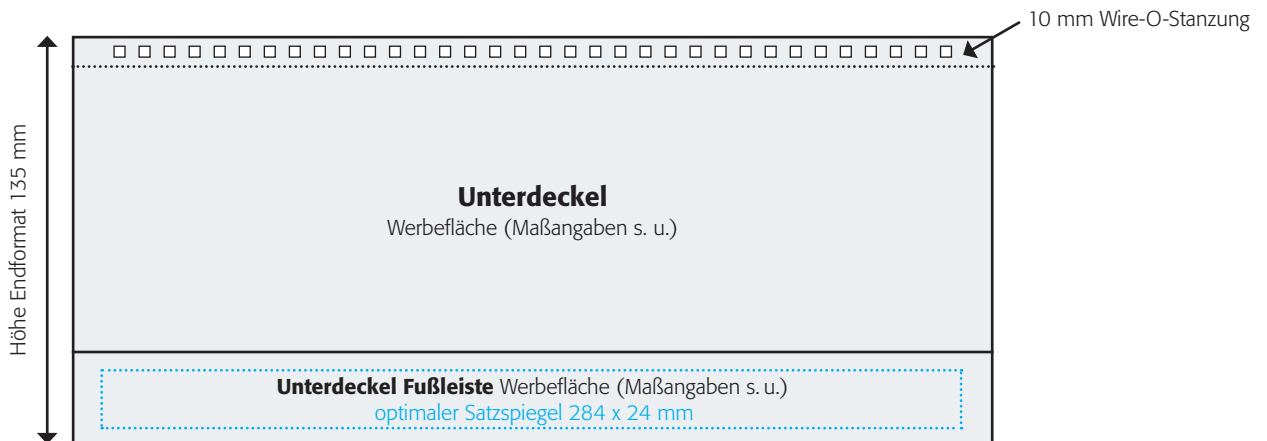 10 mm Wire-O-Stanzung
Höhe Endformat 135 mm
Unterdeckel
Werbefläche (Maßangaben s. u.)
Unterdeckel Fußleiste Werbefläche (Maßangaben s. u.)
optimaler Satzspiegel 284 x 24 mm